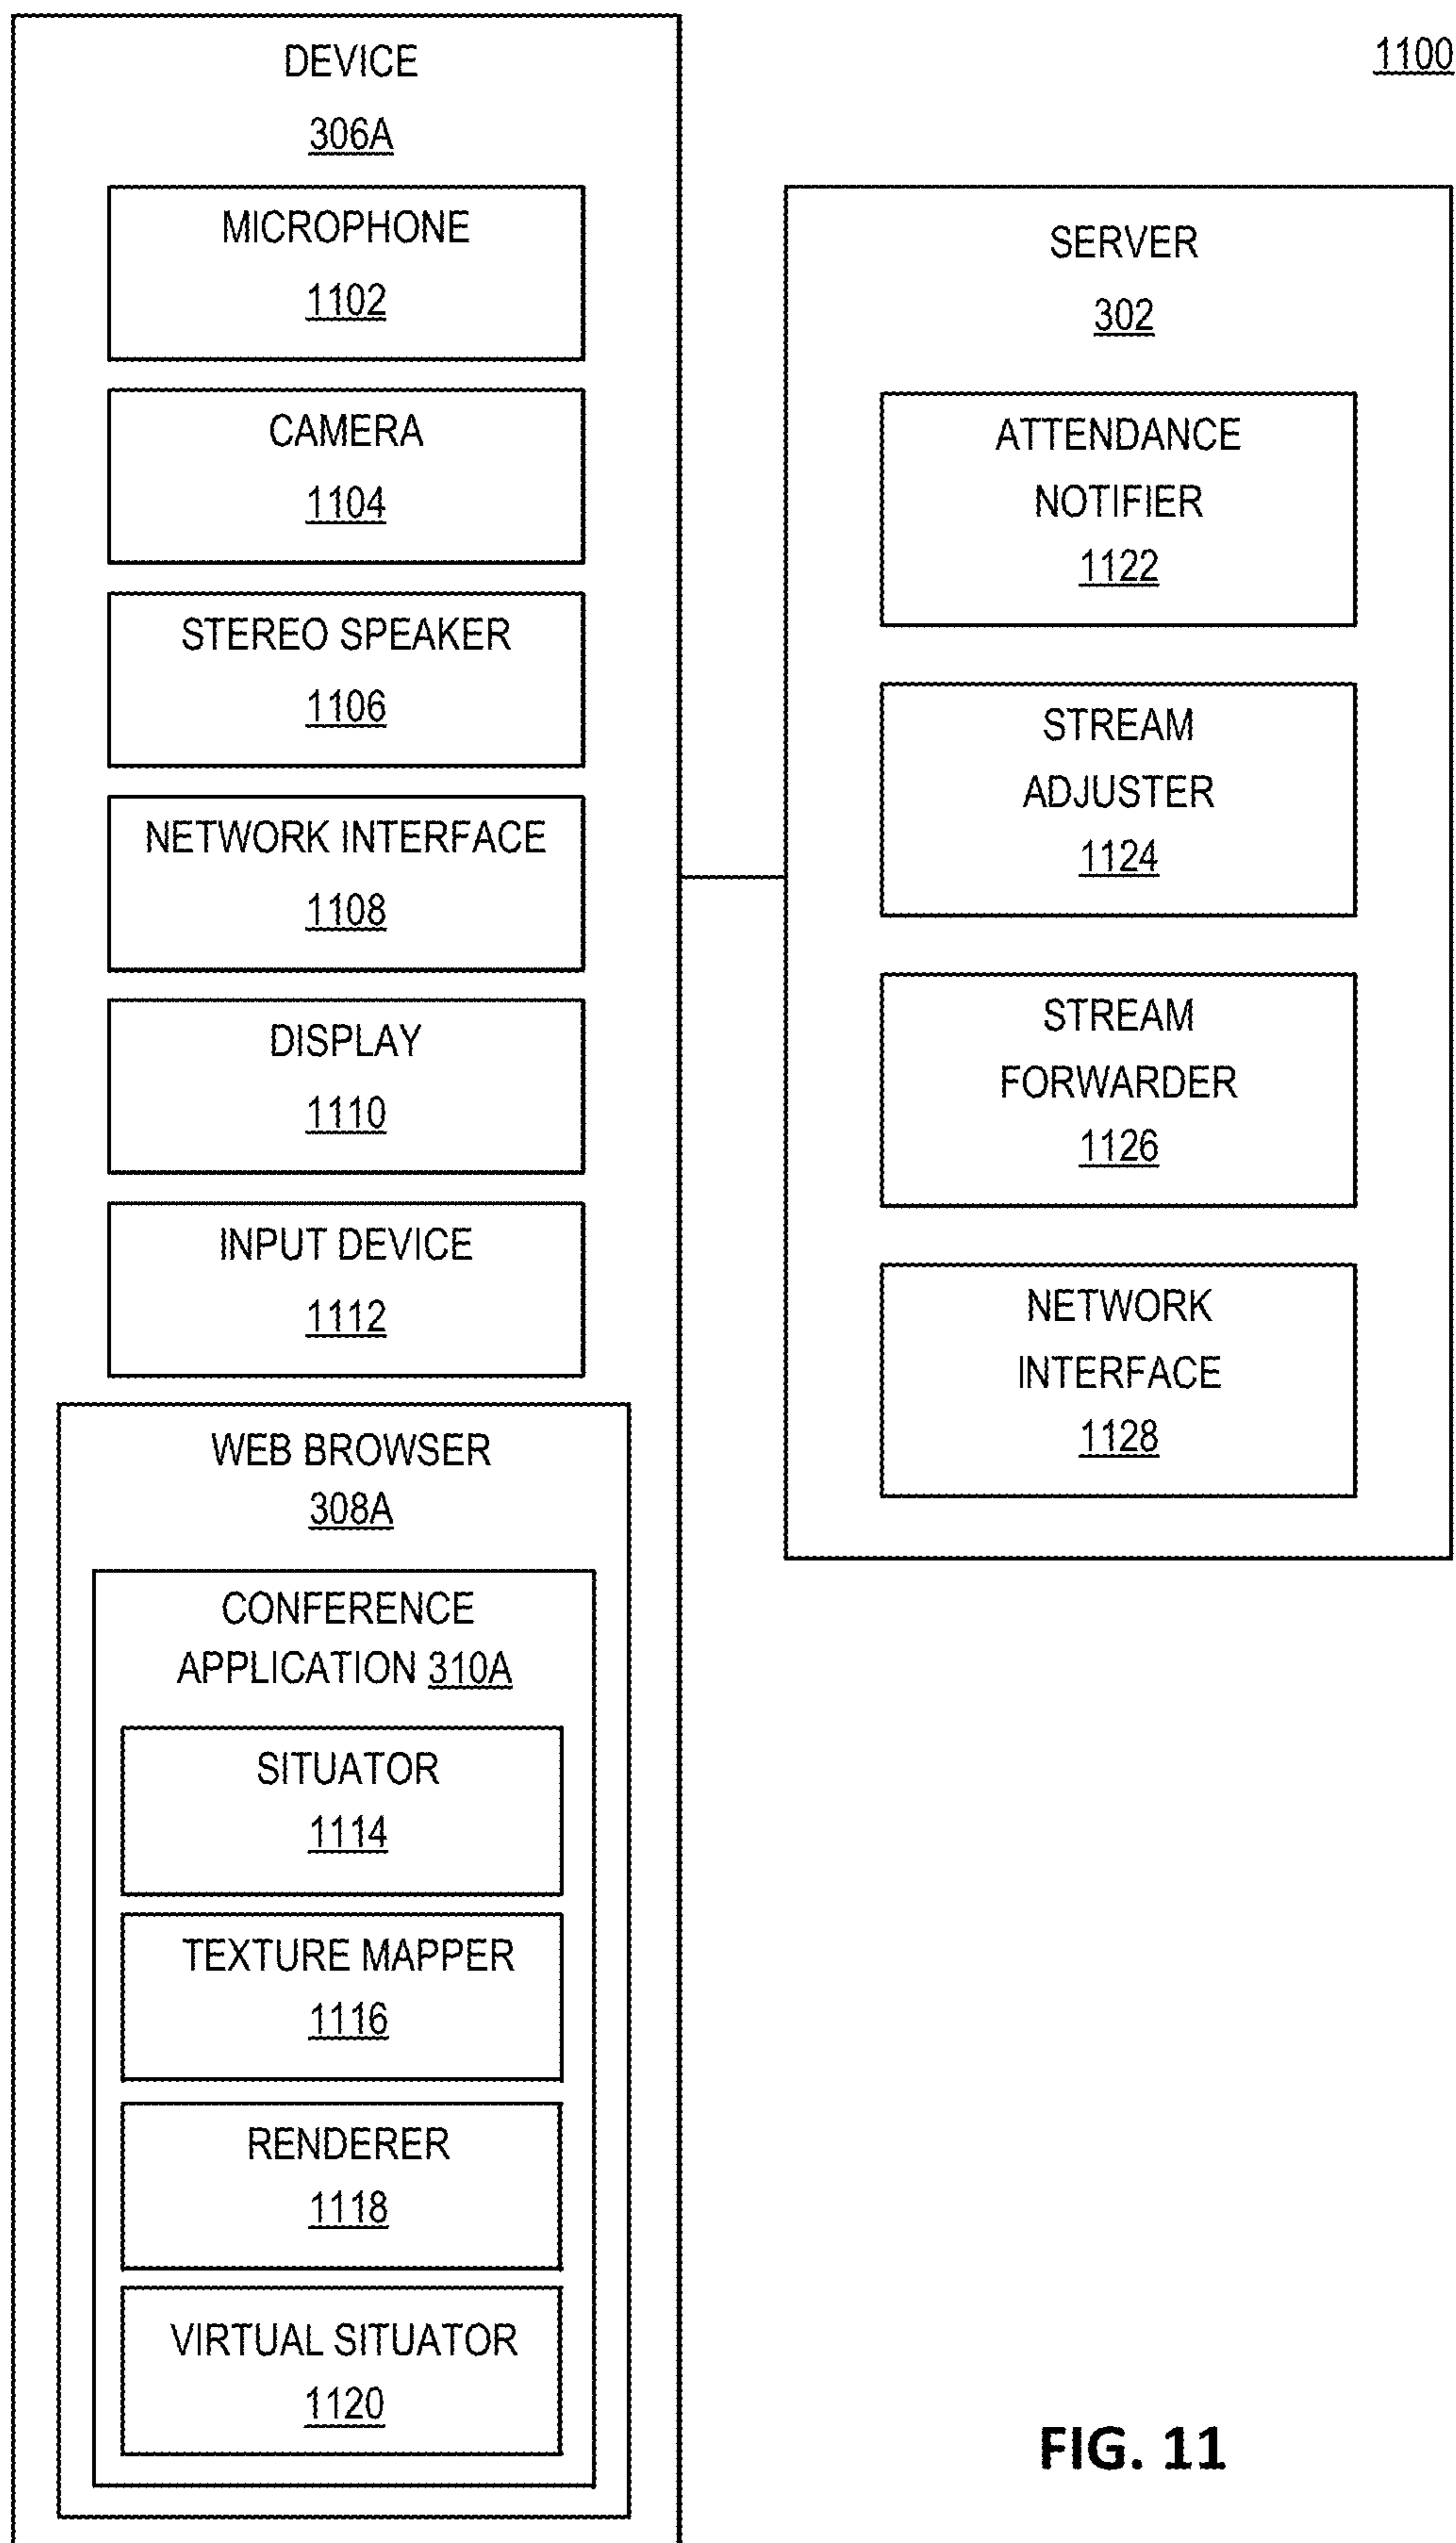 1100
DEVICE
306A
MICROPHONE
1102
CAMERA
1104
STEREO SPEAKER
1106
NETWORK INTERFACE
1108
DISPLAY
1110
INPUT DEVICE
1112
WEB BROWSER
308A
CONFERENCE
APPLICATION 310A
SITUATOR
1114
TEXTURE MAPPER
1116
RENDERER
1118
VIRTUAL SITUATOR
1120
SERVER
302
ATTENDANCE
NOTIFIER
1122
STREAM
ADJUSTER
1124
STREAM
FORWARDER
1126
NETWORK
INTERFACE
1128
FIG. 11